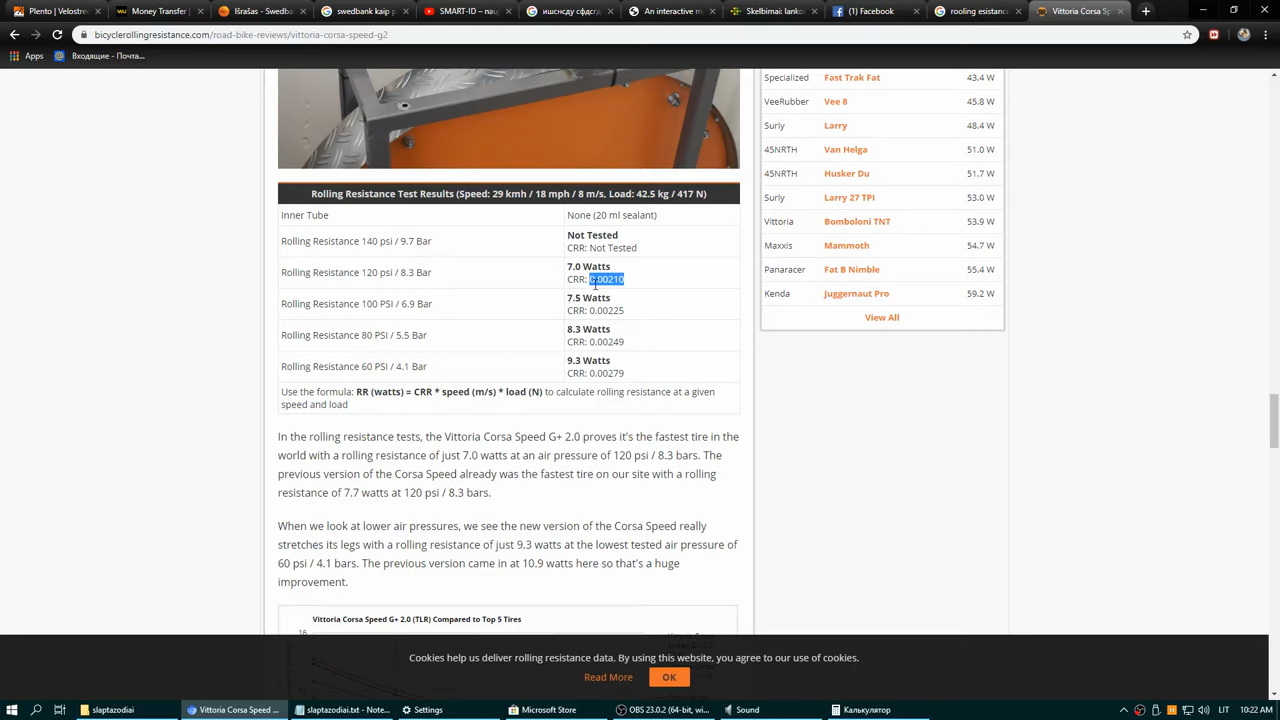 Plento | Velostre
Money Transfer |
Išrašas - Swedb
swedbank kaip p
SMART-ID – nauj
ишснсду сфдсгд
An interactive m
Skelbimai: lankos
(1) Facebook
rooling esistance
Vittoria Corsa Sp
bicyclerollingresistance.com/road-bike-reviews/vittoria-corsa-speed-g2
Apps
Входящие - Почта...
Specialized Fast Trak Fat 43.4 W
VeeRubber Vee 8 45.8 W
Surly Larry 48.4 W
45NRTH Van Helga 51.0 W
45NRTH Husker Du 51.7 W
Surly Larry 27 TPI 53.0 W
Vittoria Bomboloni TNT 53.9 W
Maxxis Mammoth 54.7 W
Panaracer Fat B Nimble 55.4 W
Kenda Juggernaut Pro 59.2 W
View All
Rolling Resistance Test Results (Speed: 29 kmh / 18 mph / 8 m/s, Load: 42.5 kg / 417 N)
Inner Tube None (20 ml sealant)
Rolling Resistance 140 psi / 9.7 Bar Not Tested
CRR: Not Tested
Rolling Resistance 120 psi / 8.3 Bar 7.0 Watts
CRR: 0.00210
Rolling Resistance 100 PSI / 6.9 Bar 7.5 Watts
CRR: 0.00225
Rolling Resistance 80 PSI / 5.5 Bar 8.3 Watts
CRR: 0.00249
Rolling Resistance 60 PSI / 4.1 Bar 9.3 Watts
CRR: 0.00279
Use the formula: RR (watts) = CRR * speed (m/s) * load (N) to calculate rolling resistance at a given
speed and load
In the rolling resistance tests, the Vittoria Corsa Speed G+ 2.0 proves it's the fastest tire in the
world with a rolling resistance of just 7.0 watts at an air pressure of 120 psi / 8.3 bars. The
previous version of the Corsa Speed already was the fastest tire on our site with a rolling
resistance of 7.7 watts at 120 psi / 8.3 bars.
When we look at lower air pressures, we see the new version of the Corsa Speed really
stretches its legs with a rolling resistance of just 9.3 watts at the lowest tested air pressure of
60 psi / 4.1 bars. The previous version came in at 10.9 watts here so that's a huge
improvement.
Vittoria Corsa Speed G+ 2.0 (TLR) Compared to Top 5 Tires
16
Cookies help us deliver rolling resistance data. By using this website, you agree to our use of cookies.
Read More
OK
slaptazodiai
Vittoria Corsa Speed ...
slaptazodiai.txt - Note...
Settings
Microsoft Store
OBS 23.0.2 (64-bit, wi...
Sound
Калькулятор
LIT
10:22 AM